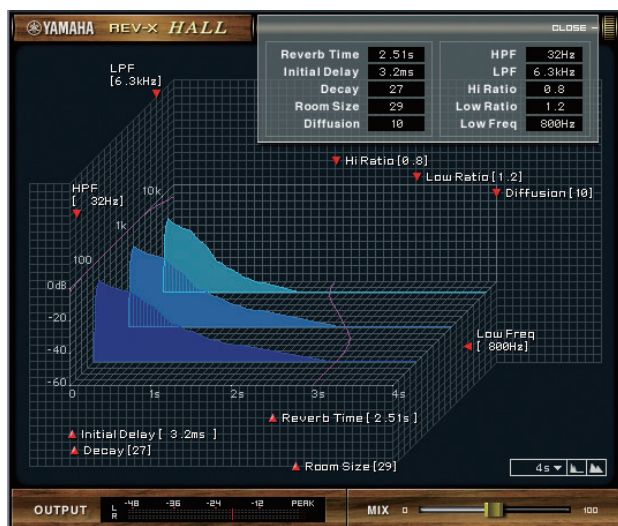 YAMAHA REV-X HALL
CLOSE -
Reverb Time 2.51s HPF 32Hz
Initial Delay 3.2ms LPF 6.3kHz
Decay 27 Hi Ratio 0.8
Room Size 29 Low Ratio 1.2
Diffusion 10 Low Freq 800Hz
LPF
[6.3kHz]
Hi Ratio [0.8]
Low Ratio [1.2]
Diffusion [10]
HPF
[ 32Hz]
10k
1k
100
0dB
-20
-40
-60
0 1s 2s 3s 4s
Low Freq
[ 800Hz]
Reverb Time [ 2.51s ]
Initial Delay [ 3.2ms ]
Decay [27]
Room Size [29]
4s
OUTPUT L R -48 -36 -24 -12 PEAK
MIX 0 100